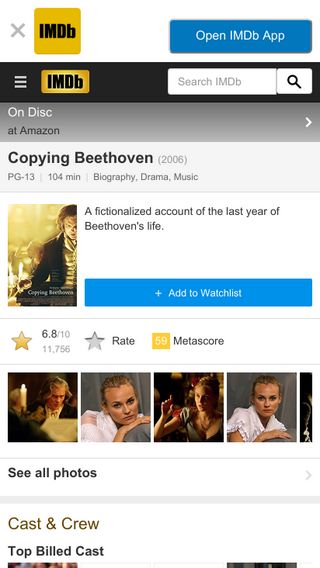 IMDb
Open IMDb App
IMDb
Search IMDb
On Disc
at Amazon
Copying Beethoven (2006)
PG-13 | 104 min | Biography, Drama, Music
A fictionalized account of the last year of
Beethoven's life.
Copying Beethoven
+ Add to Watchlist
6.8/10
11,756
Rate
59 Metascore
See all photos
Cast & Crew
Top Billed Cast